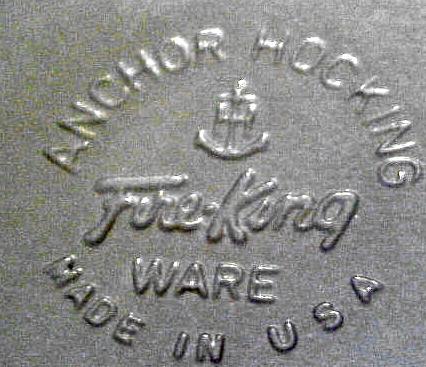 ANCHOR HOCKING
Fire-King
WARE
MADE IN USA